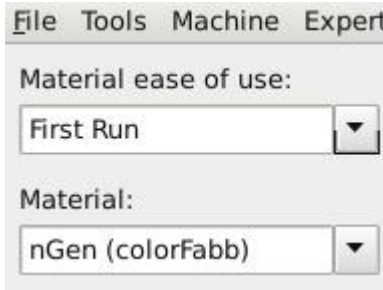 File Tools Machine Expert
Material ease of use:
First Run
Material:
nGen (colorFabb)